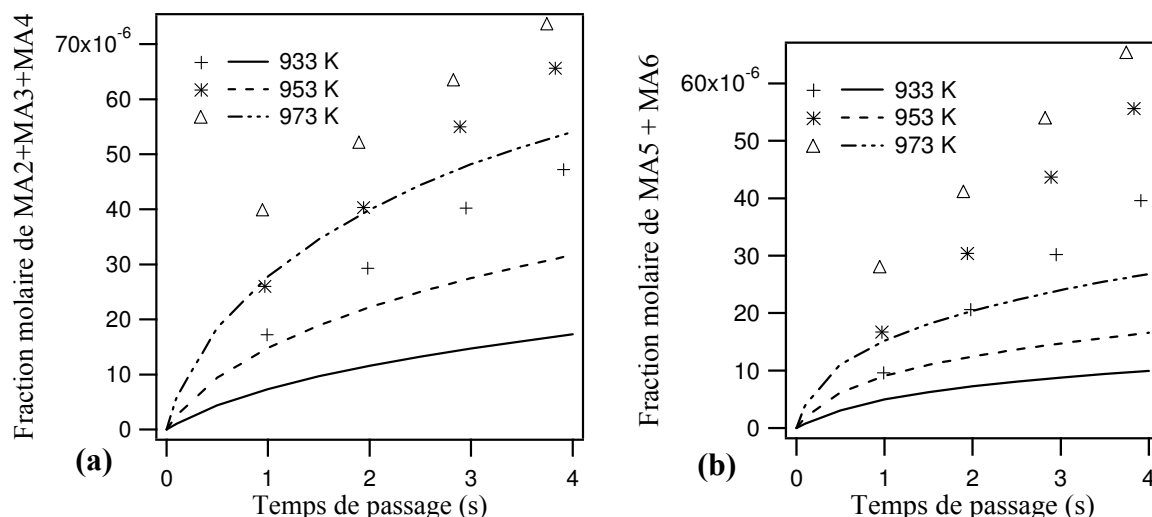 Fraction molaire de MA2+MA3+MA4
70x10-6
60
50
40
30
20
10
0
933 K
953 K
973 K
0 1 2 3 4
Temps de passage (s)
(a)
Fraction molaire de MA5 + MA6
60x10-6
50
40
30
20
10
0
933 K
953 K
973 K
0 1 2 3 4
Temps de passage (s)
(b)